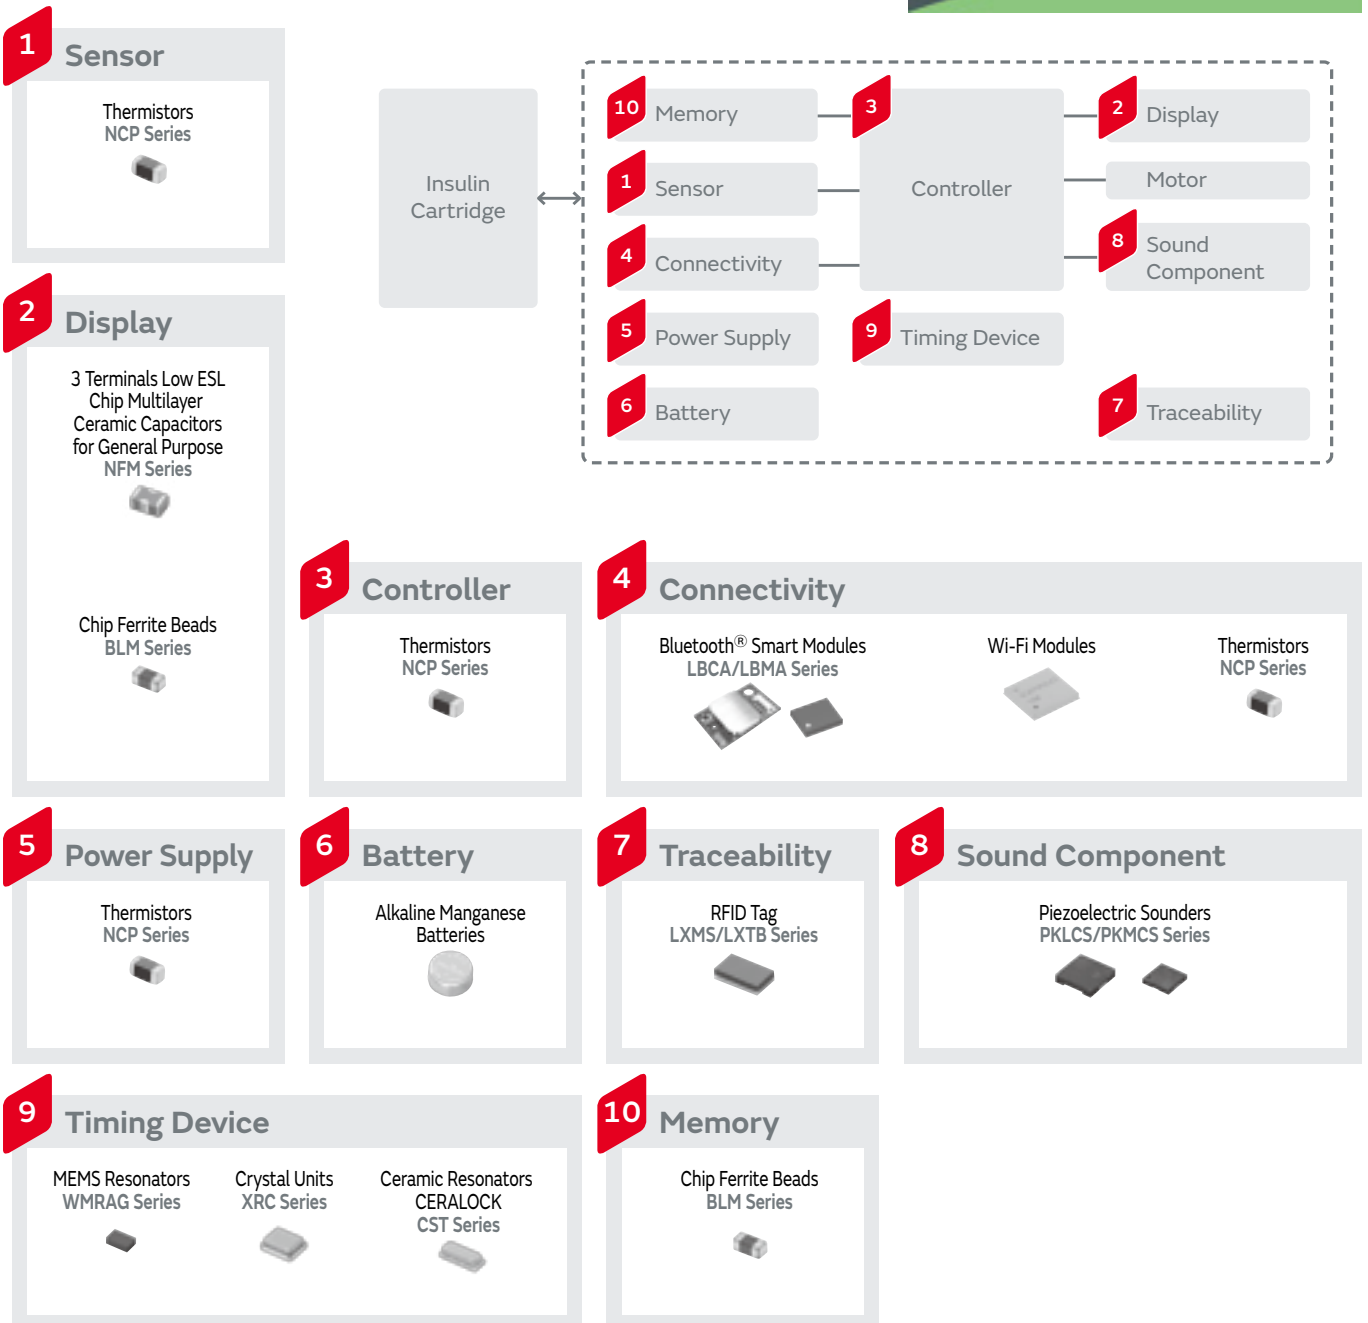 1
Sensor
Thermistors
NCP Series
Insulin
Cartridge
10
Memory
1
Sensor
4
Connectivity
5
Power Supply
6
Battery
3
Controller
9
Timing Device
2
Display
Motor
8
Sound
Component
7
Traceability
2
Display
3 Terminals Low ESL
Chip Multilayer
Ceramic Capacitors
for General Purpose
NFM Series
Chip Ferrite Beads
BLM Series
3
Controller
Thermistors
NCP Series
4
Connectivity
Bluetooth® Smart Modules
LBCA/LBMA Series
Wi-Fi Modules
Thermistors
NCP Series
5
Power Supply
Thermistors
NCP Series
6
Battery
Alkaline Manganese
Batteries
7
Traceability
RFID Tag
LXMS/LXTB Series
8
Sound Component
Piezoelectric Sounders
PKLCS/PKMCS Series
9
Timing Device
MEMS Resonators
WMRAG Series
Crystal Units
XRC Series
Ceramic Resonators
CERALOCK
CST Series
10
Memory
Chip Ferrite Beads
BLM Series